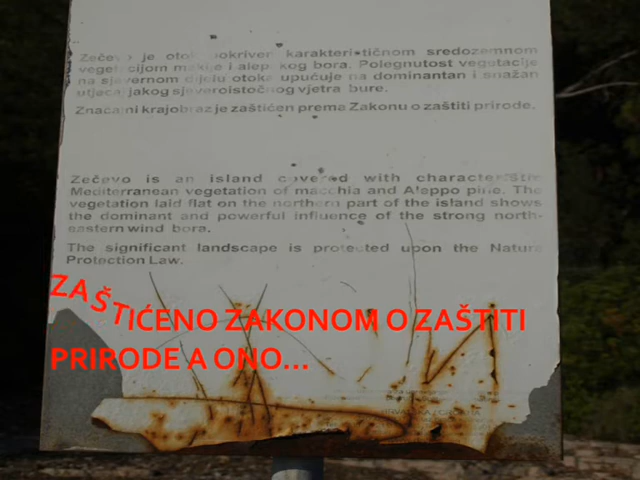 Zečevo je otok pokriven karakterističnom sredozemnom
vegetacijom makije i alepskog bora. Polegnutost vegetacije
na sjevernom dijelu otoka upućuje na dominantan i snažan
utjecaj jakog sjeveroistočnog vjetra bure.
Značajni krajobraz je zaštićen prema Zakonu o zaštiti prirode.
Zečevo is an island covered with characteristic
Mediterranean vegetation of macchia and Aleppo pine. The
vegetation laid flat on the northern part of the island shows
the dominant and powerful influence of the strong north-
eastern wind bora.
The significant landscape is protected upon the Nature
Protection Law.
ZAŠTIĆENO ZAKONOM O ZAŠTITI
PRIRODE A ONO...